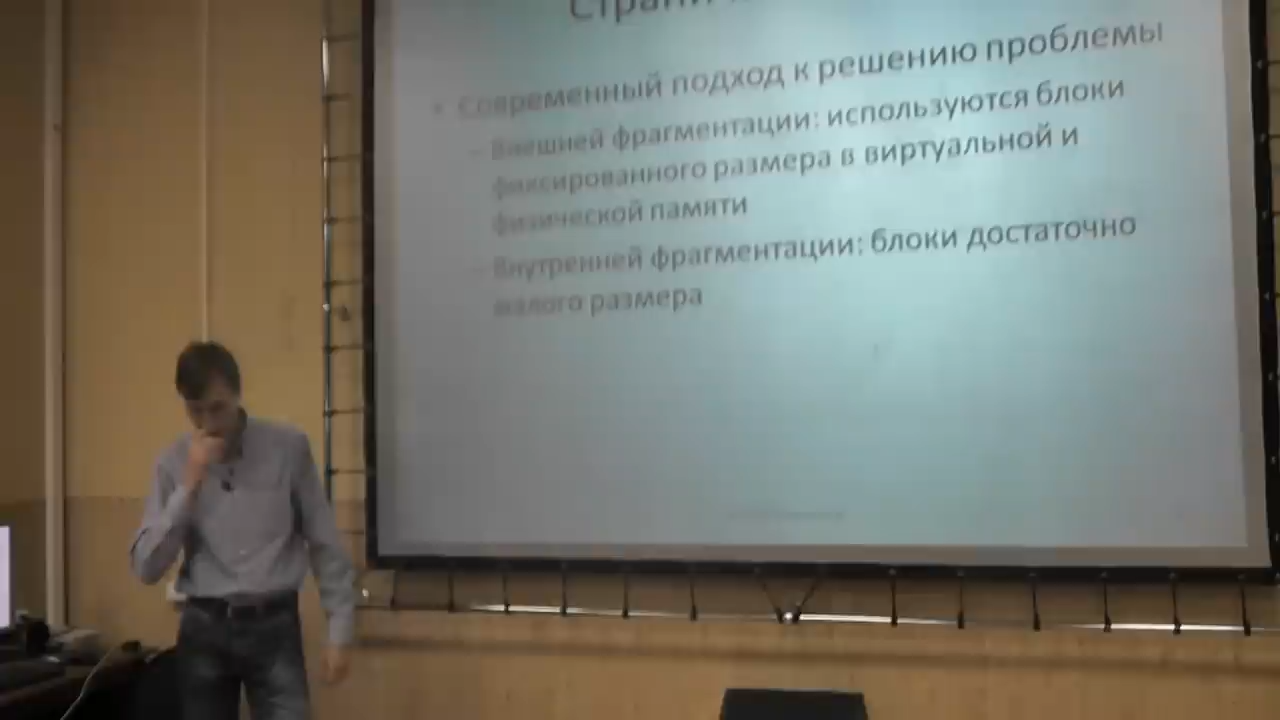 • Современный подход к решению проблемы
– Внешней фрагментации: используются блоки
фиксированного размера в виртуальной и
физической памяти
– Внутренней фрагментации: блоки достаточно
малого размера